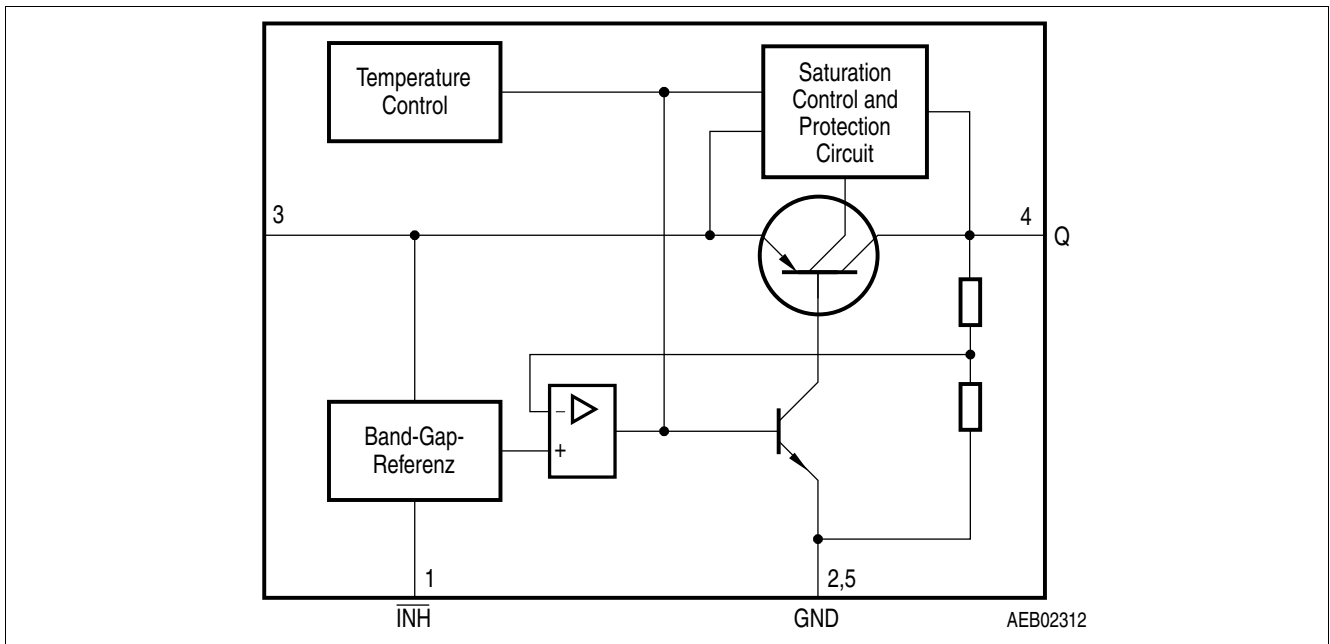 Temperature
Control
Saturation
Control and
Protection
Circuit
3
4
Q
Band-Gap-
Referenz
−
+
1
2,5
INH
GND
AEB02312